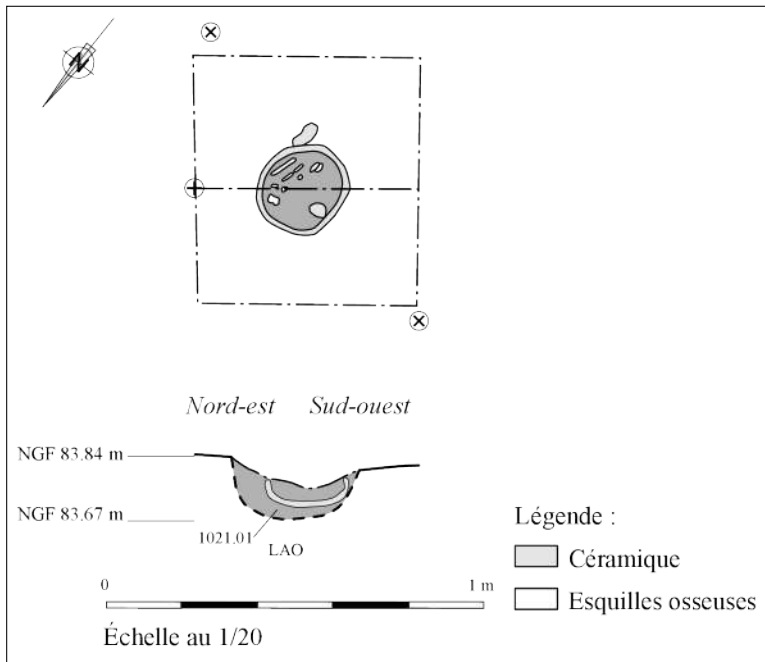 N
Nord-est Sud-ouest
NGF 83.84 m
NGF 83.67 m
1021.01
LAO
Légende :
Céramique
Esquilles osseuses
0 1 m
Échelle au 1/20